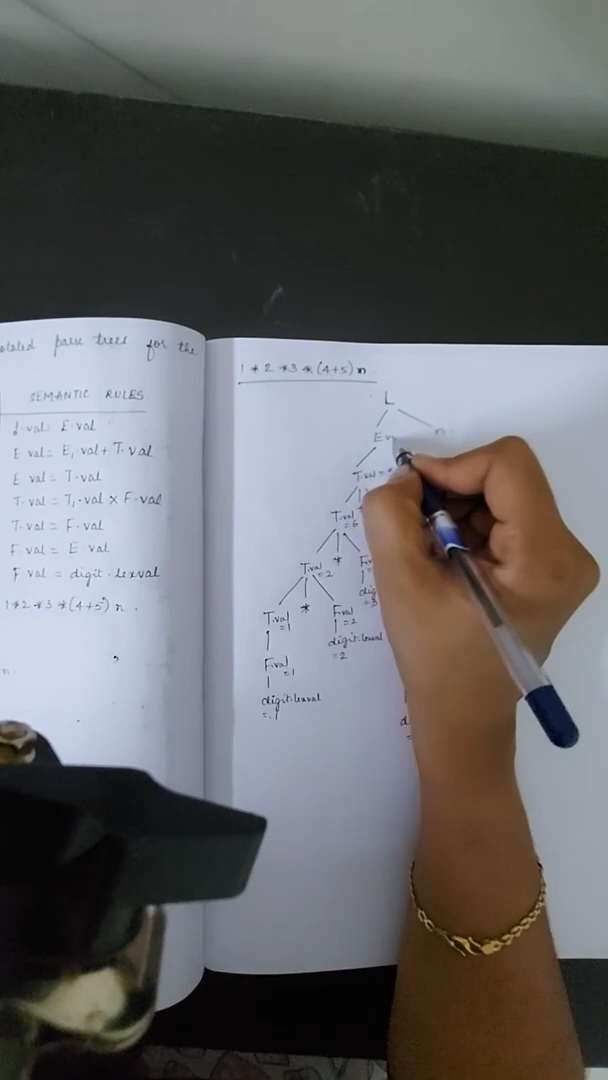 parse trees for the
SEMANTIC RULES
L.val = E.val
E.val = E₁.val + T.val
E.val = T.val
T.val = T₁.val × F.val
T.val = F.val
F.val = E.val
F.val = digit.lexval
1*2*3*(4+5) n.
n.
1 * 2 * 3 * (4+5) n
L
E n.
T.val =
T.val
=6
T.val =2 *
T.val =1 * F.val =2
digit.lexval
=2
F.val =1
digit.lexval
=1
=3